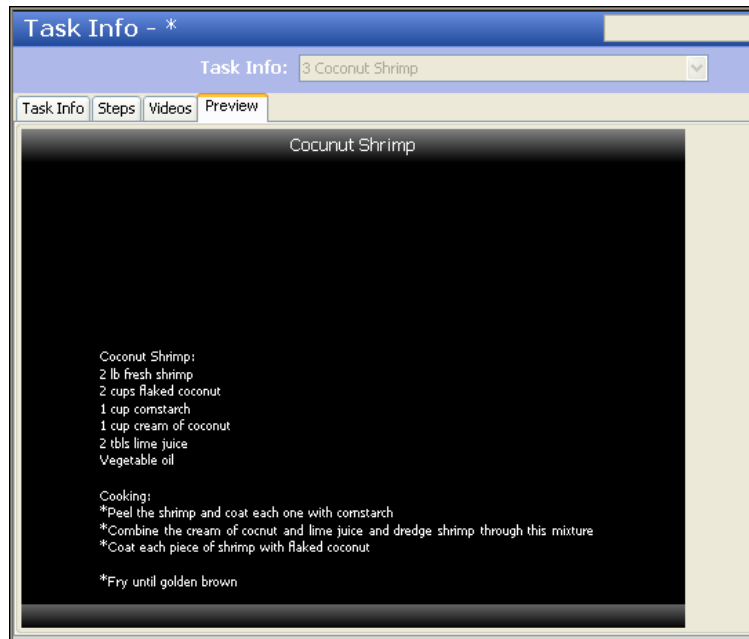 Task Info - *
Task Info: 3 Coconut Shrimp
Task Info Steps Videos Preview
Cocunut Shrimp
Coconut Shrimp:
2 lb fresh shrimp
2 cups flaked coconut
1 cup cornstarch
1 cup cream of coconut
2 tbls lime juice
Vegetable oil
Cooking:
*Peel the shrimp and coat each one with cornstarch
*Combine the cream of cocnut and lime juice and dredge shrimp through this mixture
*Coat each piece of shrimp with flaked coconut
*Fry until golden brown